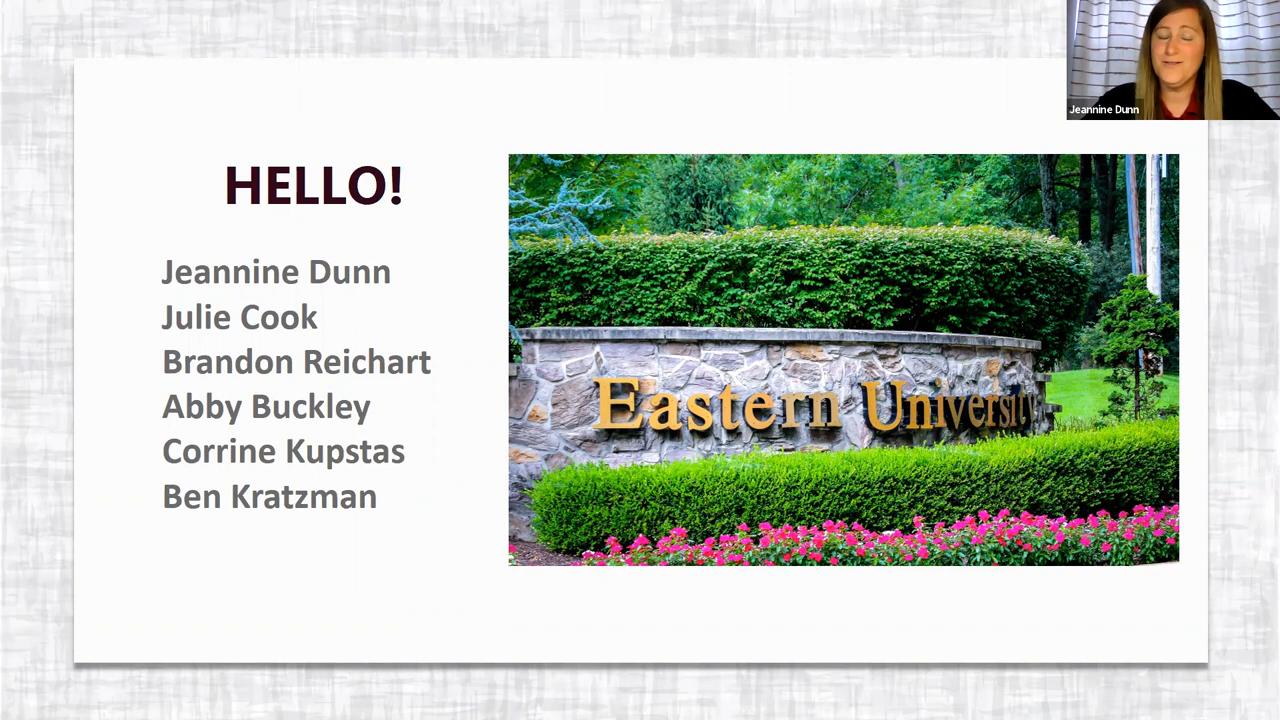 Jeannine Dunn
HELLO!
Jeannine Dunn
Julie Cook
Brandon Reichart
Abby Buckley
Corrine Kupstas
Ben Kratzman
Eastern University